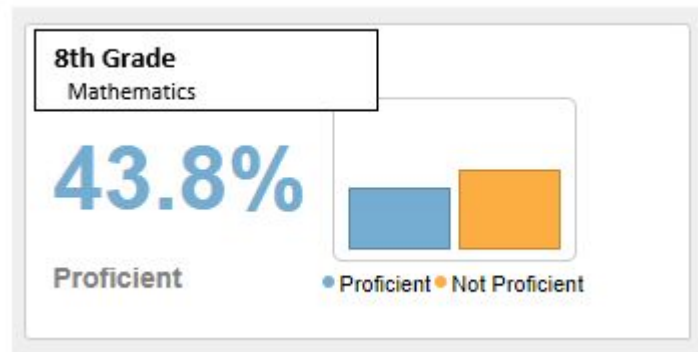 8th Grade
Mathematics
43.8%
Proficient
Proficient Not Proficient